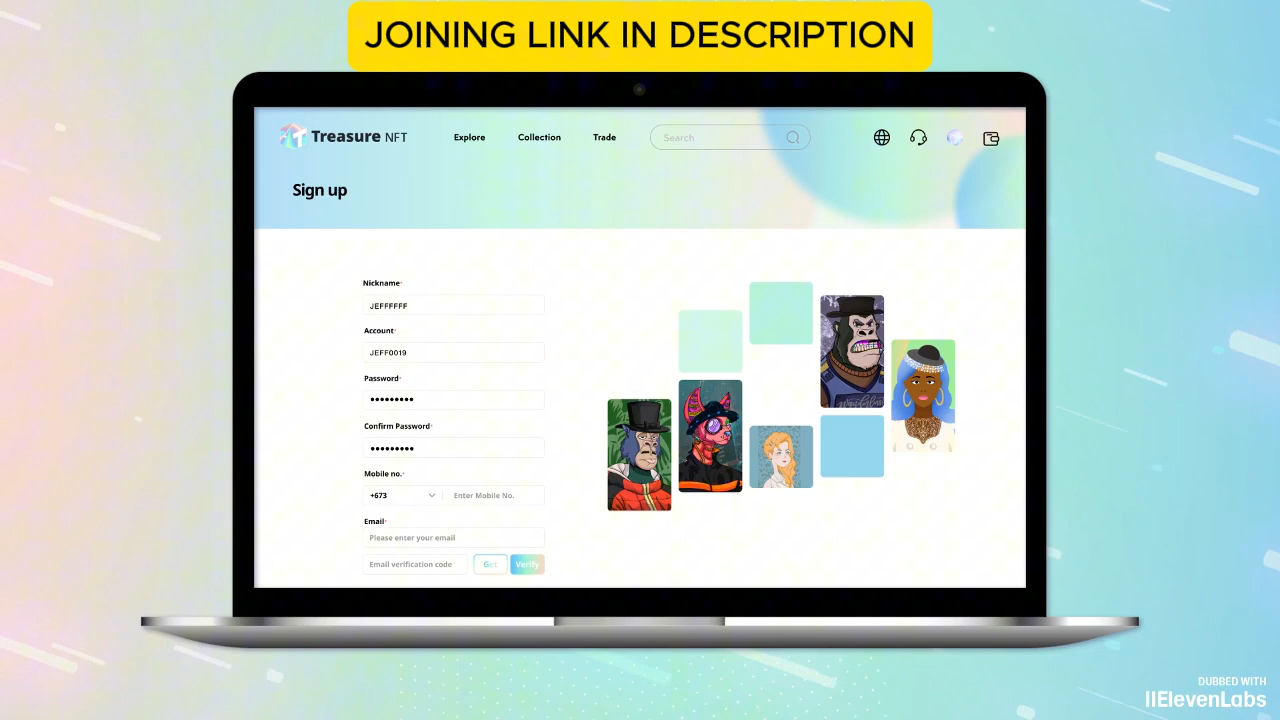 JOINING LINK IN DESCRIPTION
Treasure NFT
Explore
Collection
Trade
Search
Sign up
Nickname*
JEFFFFFF
Account*
JEFF0019
Password*
•••••••••
Confirm Password*
•••••••••
Mobile no.*
+673
Enter Mobile No.
Email*
Please enter your email
Email verification code
Get
Verify
DUBBED WITH
IIElevenLabs